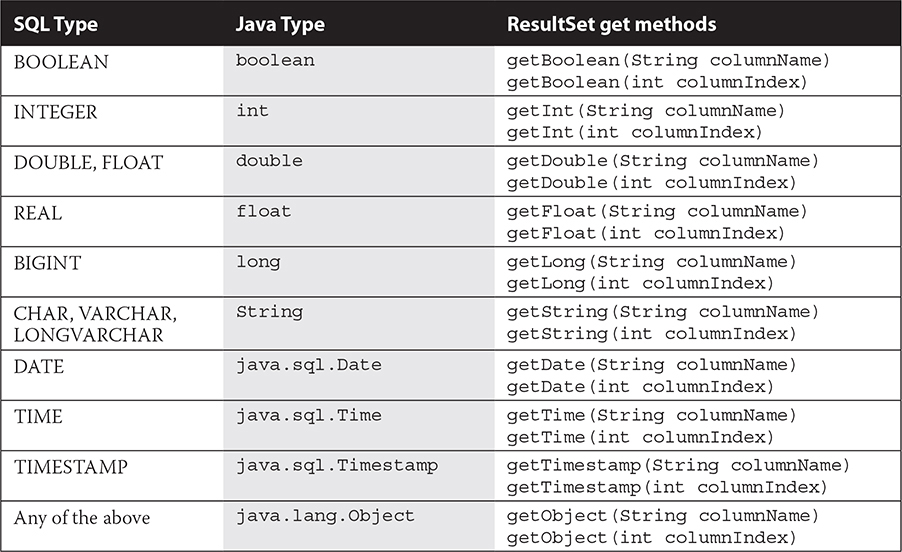 SQL Type Java Type ResultSet get methods
BOOLEAN boolean getBoolean(String columnName)
getBoolean(int columnIndex)
INTEGER int getInt(String columnName)
getInt(int columnIndex)
DOUBLE, FLOAT double getDouble(String columnName)
getDouble(int columnIndex)
REAL float getFloat(String columnName)
getFloat(int columnIndex)
BIGINT long getLong(String columnName)
getLong(int columnIndex)
CHAR, VARCHAR, String getString(String columnName)
LONGVARCHAR getString(int columnIndex)
DATE java.sql.Date getDate(String columnName)
getDate(int columnIndex)
TIME java.sql.Time getTime(String columnName)
getTime(int columnIndex)
TIMESTAMP java.sql.Timestamp getTimestamp(String columnName)
getTimestamp(int columnIndex)
Any of the above java.lang.Object getObject(String columnName)
getObject(int columnIndex)